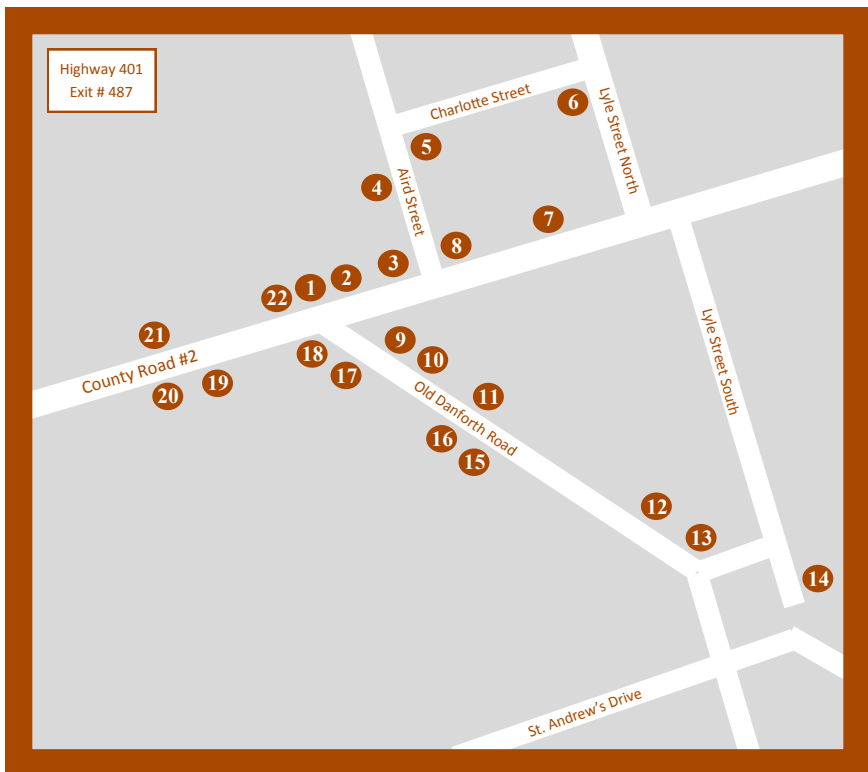 Highway 401
Exit # 487
Charlotte Street
6
Lyle Street North
5
Aird Street
4
7
8
3
2
1
22
21
9
18
10
County Road #2
17
19
20
11
Old Danforth Road
Lyle Street South
16
15
12
13
14
St. Andrew’s Drive